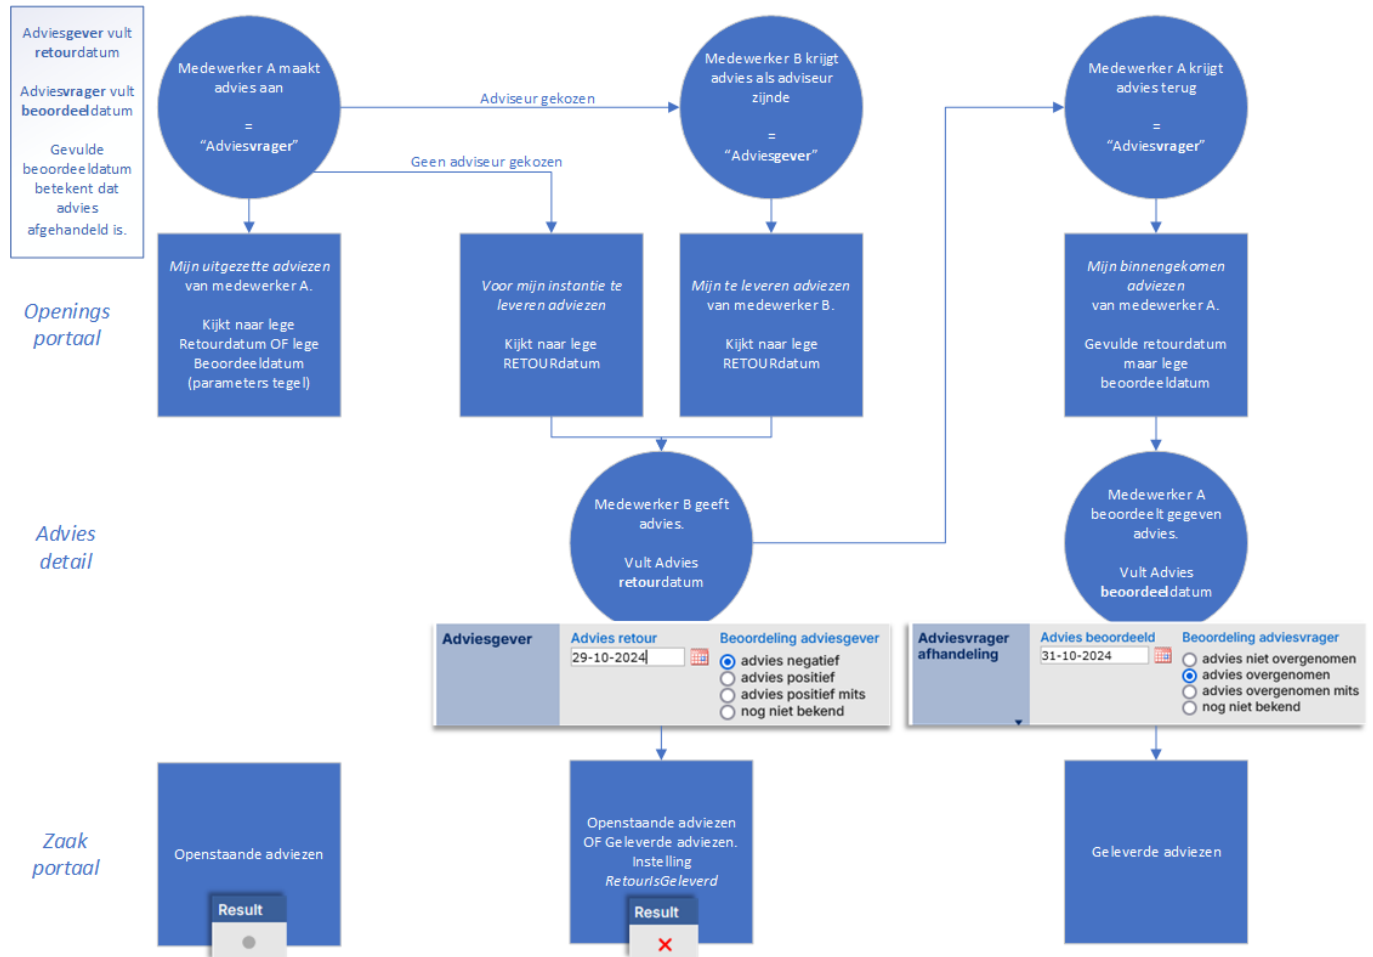 Adviesgever vult
retourdatum
Adviesvrager vult
beoordeeldatum
Gevulde
beoordeeldatum
betekent dat
advies
afgehandeld is.
Medewerker A maakt
advies aan
=
“Adviesvrager”
Adviseur gekozen
Geen adviseur gekozen
Medewerker B krijgt
advies als adviseur
zijnde
=
“Adviesgever”
Medewerker A krijgt
advies terug
=
“Adviesvrager”
Openings
portaal
Mijn uitgezette adviezen
van medewerker A.
Kijkt naar lege
Retourdatum OF lege
Beoordeeldatum
(parameters tegel)
Voor mijn instantie te
leveren adviezen
Kijkt naar lege
RETOURdatum
Mijn te leveren adviezen
van medewerker B.
Kijkt naar lege
RETOURdatum
Mijn binnengekomen
adviezen
van medewerker A.
Gevulde retourdatum
maar lege
beoordeeldatum
Advies
detail
Medewerker B geeft
advies.
Vult Advies
retourdatum
Medewerker A
beoordeelt gegeven
advies.
Vult Advies
beoordeeldatum
Adviesgever
Advies retour
29-10-2024
Beoordeling adviesgever
advies negatief
advies positief
advies positief mits
nog niet bekend
Adviesvrager
afhandeling
Advies beoordeeld
31-10-2024
Beoordeling adviesvrager
advies niet overgenomen
advies overgenomen
advies overgenomen mits
nog niet bekend
Zaak
portaal
Openstaande adviezen
Result
Openstaande adviezen
OF Geleverde adviezen.
Instelling
RetourIsGeleverd
Result
Geleverde adviezen